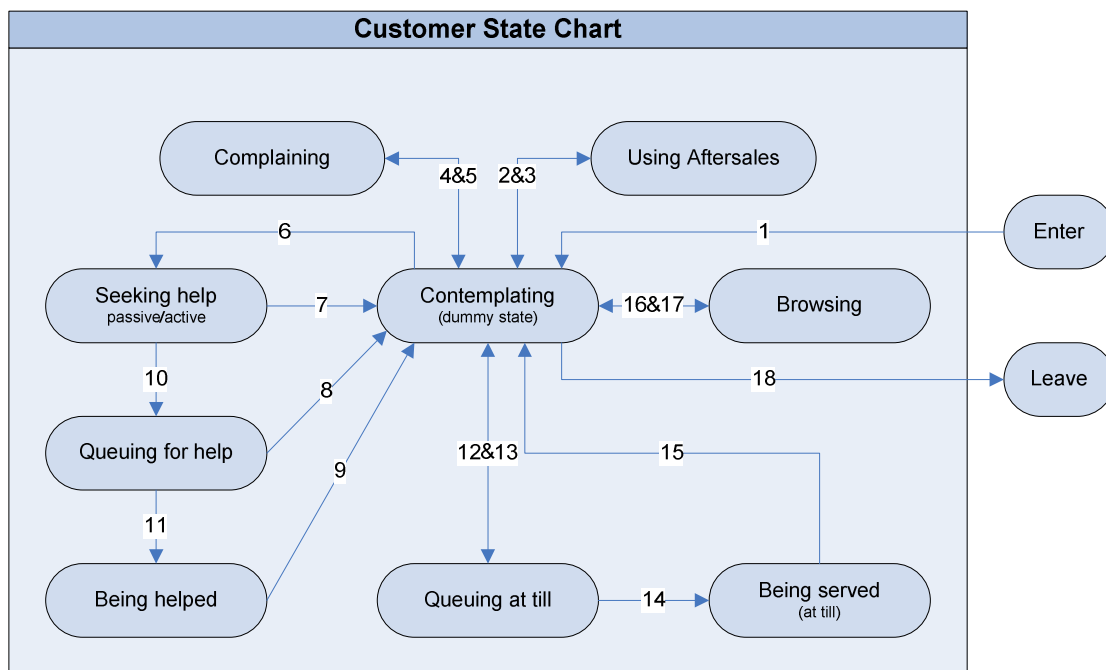 Customer State Chart
Complaining
Using Aftersales
4&5
2&3
6
1
Enter
Seeking help
passive/active
7
Contemplating
(dummy state)
16&17
Browsing
10
8
18
Leave
Queuing for help
9
12&13
15
11
Being helped
Queuing at till
14
Being served
(at till)